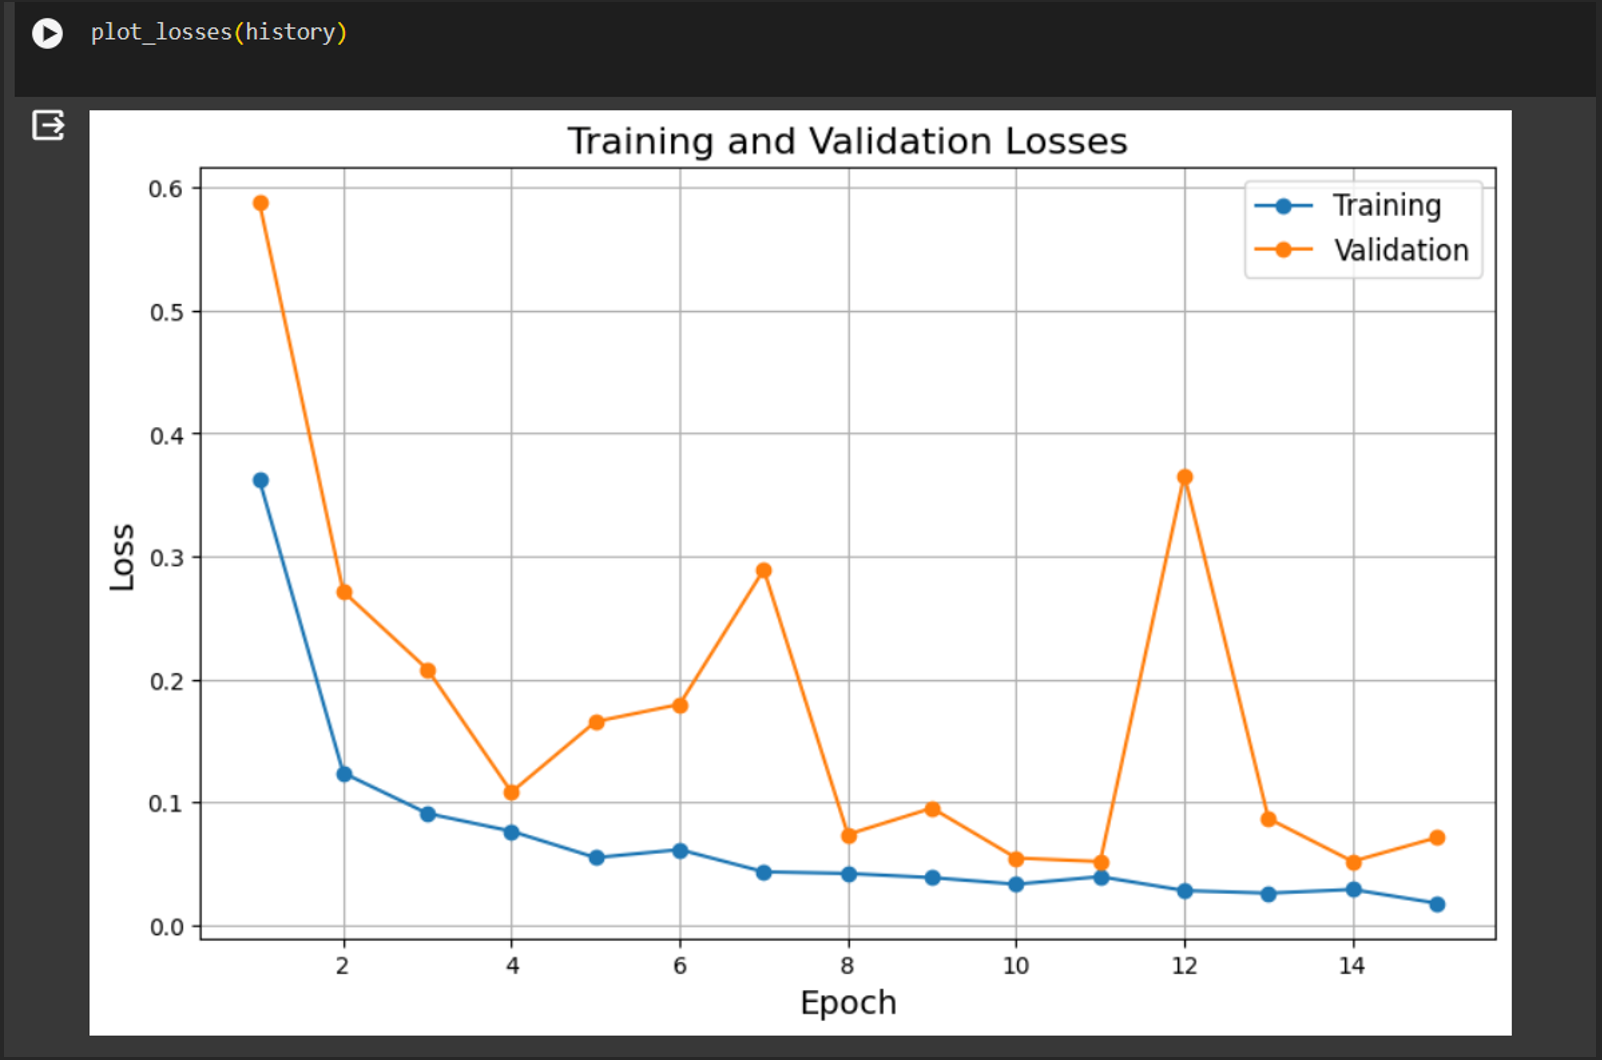 plot_losses(history)
Training and Validation Losses
Training
Validation
0.6
0.5
0.4
0.3
0.2
0.1
0.0
Loss
2 4 6 8 10 12 14
Epoch